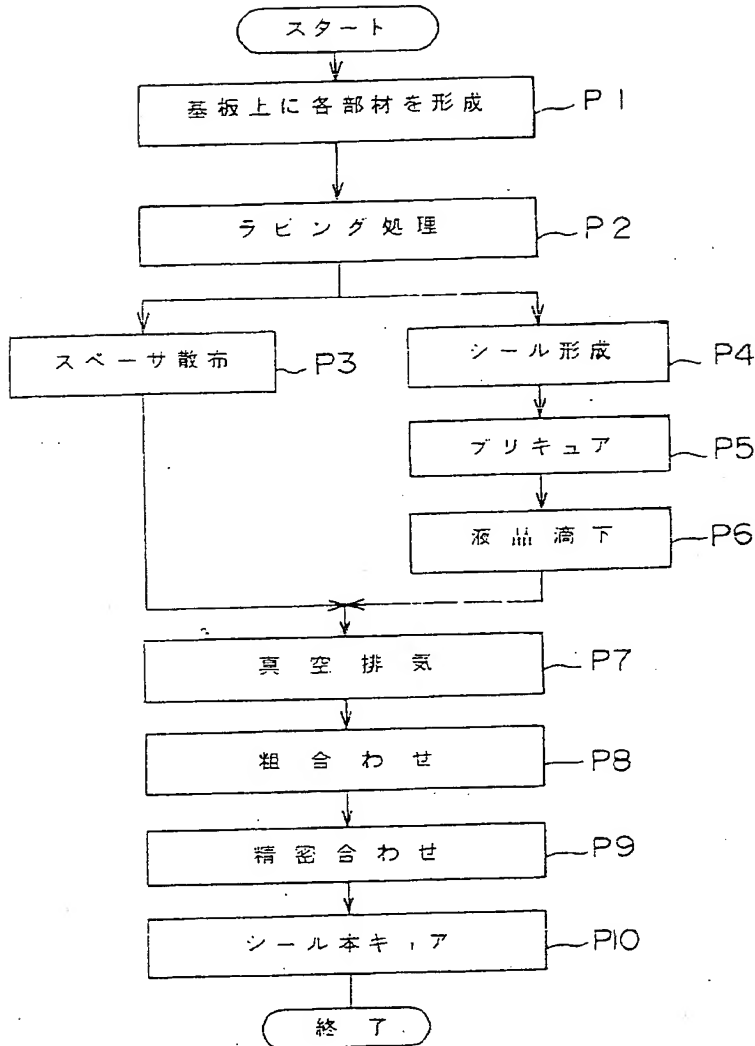 スタート
基板上に各部材を形成
P1
ラビング処理
P2
スペーサ散布
P3
シール形成
P4
プリキュア
P5
液晶滴下
P6
真空排気
P7
粗合わせ
P8
精密合わせ
P9
シール本キュア
P10
終了